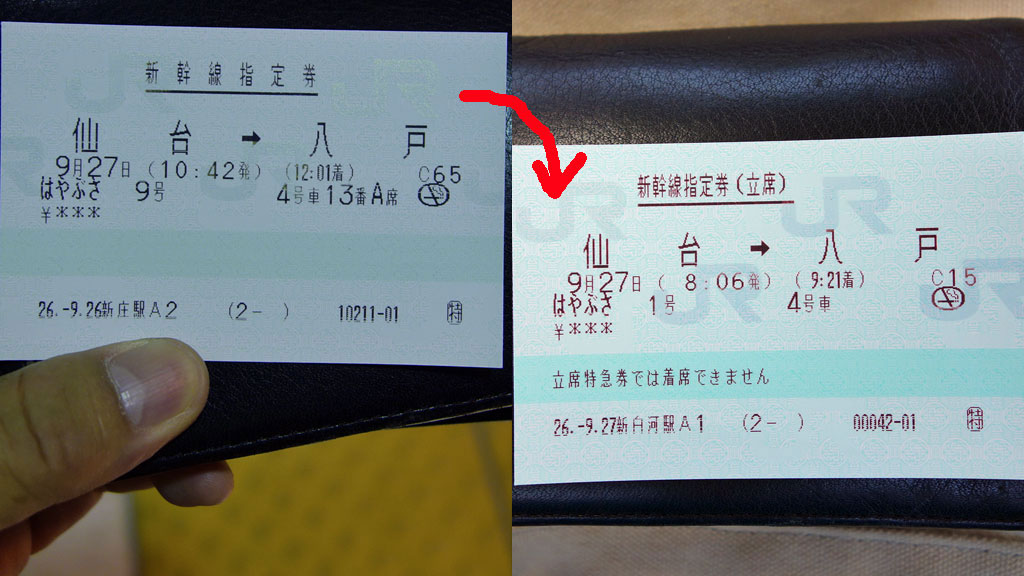 新幹線指定券
仙台➡八戸
9月27日 (10:42発) (12:01着) C65
はやぶさ 9号 4号車13番A席
¥***
26.-9.26新庄駅A2 (2- ) 10211-01 特
新幹線指定券(立席)
仙台➡八戸
9月27日 ( 8:06発) ( 9:21着) C15
はやぶさ 1号 4号車
¥***
立席特急券では着席できません
26.-9.27新白河駅A1 (2- ) 00042-01 特